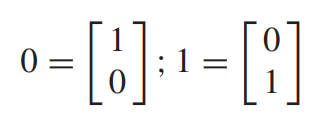 0 = [1 0]; 1 = [0 1]